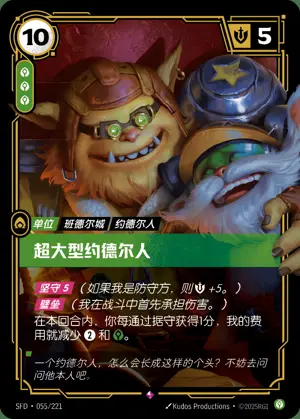 10
5
单位 班德尔城 约德尔人
超大型约德尔人
坚守 5 (如果我是防守方,则 +5。)
壁垒 (我在战斗中首先承担伤害。)
在本回合内,你每通过据守获得1分,我的费
用就减少 2 和 。
一个约德尔人,怎么会长成这样的个头?不妨去问
问他本人吧。
SFD • 055/221 Kudos Productions • ©2025RGI